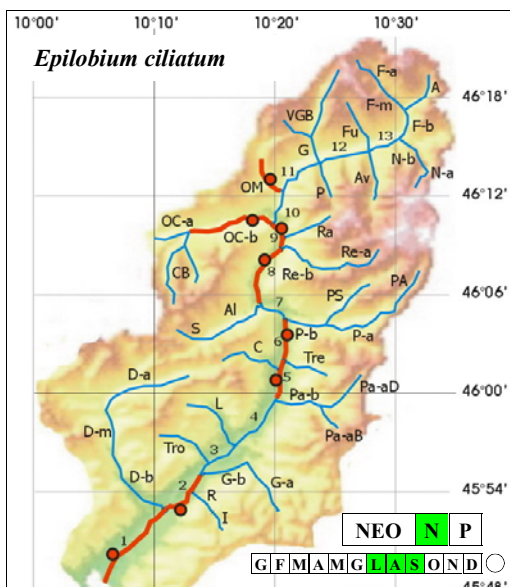 10°00' 10°10' 10°20' 10°30'
Epilobium ciliatum
F-a
A
46°18'
F-m
VGB
Fu
F-b
13
G
12
N-b
11
N-a
OM
P
Av
46°12'
OC-a
10
Ra
OC-b
9
Re-a
8
Re-b
CB
PA
46°06'
PS
Al
7
S
P-b
P-a
6
C
Tre
5
D-a
46°00'
Pa-b
Pa-aD
L
4
D-m
Pa-aB
Tro
3
D-b
G-b
G-a
45°54'
2
R
I
NEO N P
1
G F M A M G L A S O N D
45°48'